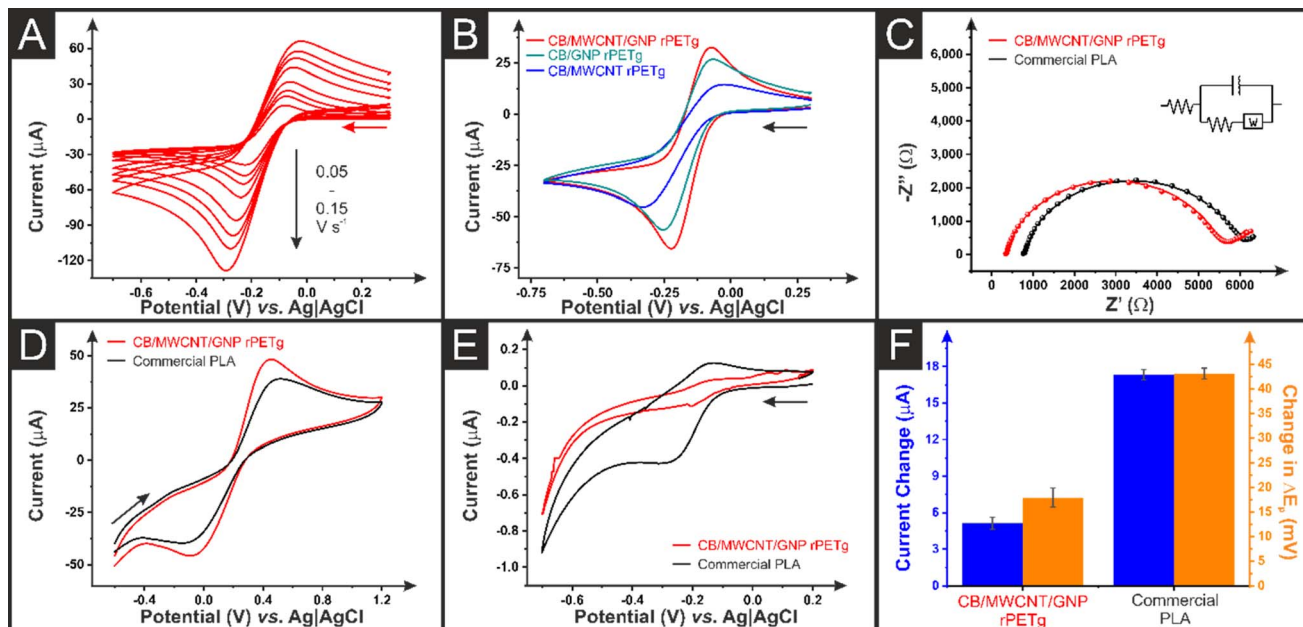 A
60
30
0
-30
-60
-90
-120
Current (μA)
0.05
-
0.15
V s⁻¹
-0.6
-0.3
0.0
0.3
Potential (V) vs. Ag|AgCl
B
CB/MWCNT/GNP rPETg
CB/GNP rPETg
CB/MWCNT rPETg
25
0
-25
-50
-75
Current (μA)
-0.50
-0.25
0.00
0.25
Potential (V) vs. Ag|AgCl
C
CB/MWCNT/GNP rPETg
Commercial PLA
W
6,000
5,000
4,000
3,000
2,000
1,000
0
-Z" (Ω)
0
1000
2000
3000
4000
5000
6000
Z' (Ω)
D
CB/MWCNT/GNP rPETg
Commercial PLA
50
25
0
-25
-50
Current (μA)
-0.4
0.0
0.4
0.8
1.2
Potential (V) vs. Ag|AgCl
E
0.2
0.0
-0.2
-0.4
-0.6
-0.8
-1.0
Current (μA)
CB/MWCNT/GNP rPETg
Commercial PLA
-0.6
-0.4
-0.2
0.0
0.2
Potential (V) vs. Ag|AgCl
F
18
15
12
9
6
3
0
Current Change (μA)
45
40
35
30
25
20
15
10
5
0
Change in ΔEp (mV)
CB/MWCNT/GNP
rPETg
Commercial
PLA